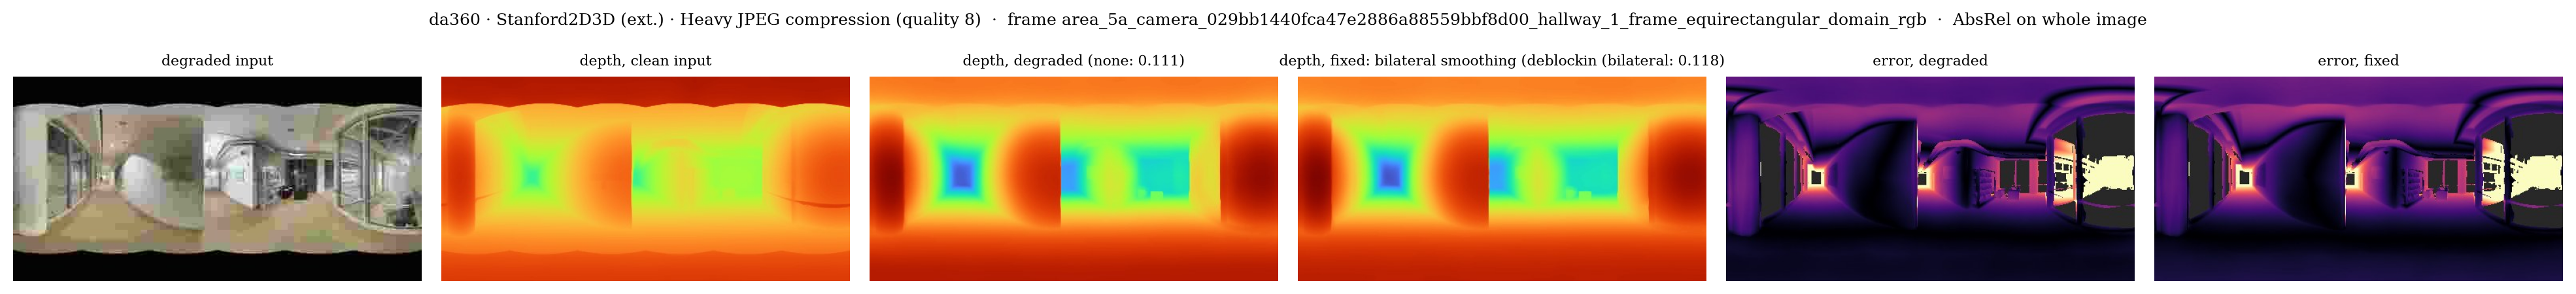 da360 · Stanford2D3D (ext.) · Heavy JPEG compression (quality 8)  ·  frame area_5a_camera_029bb1440fca47e2886a88559bbf8d00_hallway_1_frame_equirectangular_domain_rgb  ·  AbsRel on whole image
degraded input
depth, clean input
depth, degraded (none: 0.111)
depth, fixed: bilateral smoothing (deblockin (bilateral: 0.118)
error, degraded
error, fixed